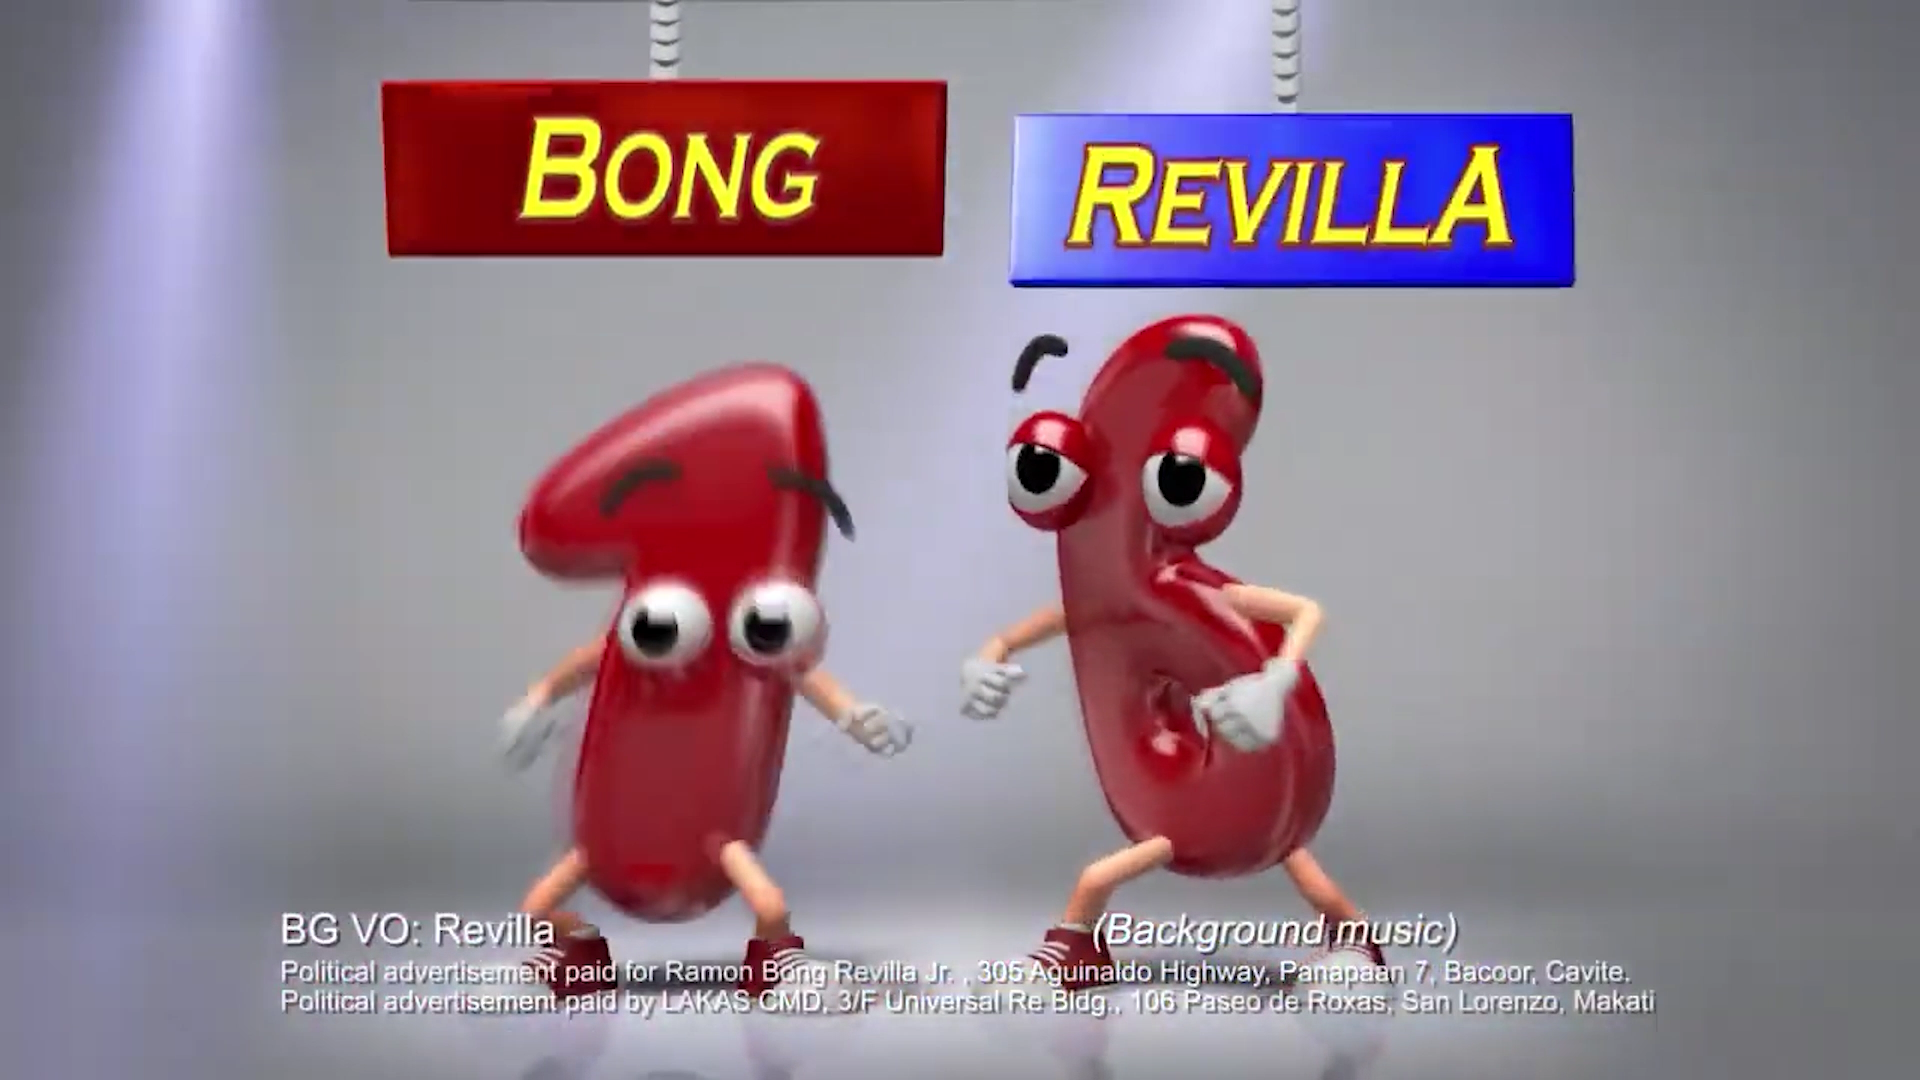 BONG
REVILLA
16
BG VO: Revilla
(Background music)
Political advertisement paid for Ramon Bong Revilla Jr. , 305 Aguinaldo Highway, Panapaan 7, Bacoor, Cavite.
Political advertisement paid by LAKAS CMD, 3/F Universal Re Bldg., 106 Paseo de Roxas, San Lorenzo, Makati